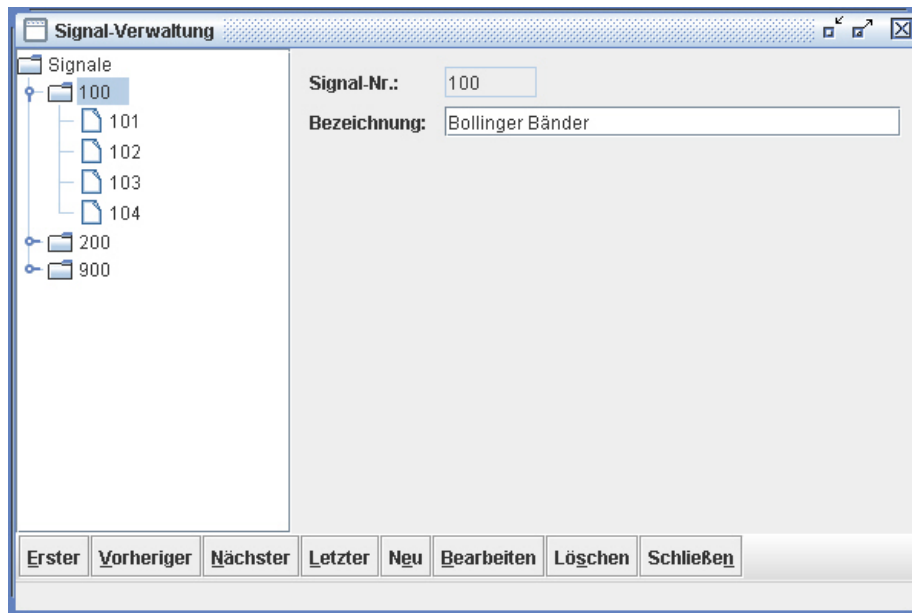 Signal-Verwaltung
Signale
100
101
102
103
104
200
900
Signal-Nr.: 100
Bezeichnung: Bollinger Bänder
Erster Vorheriger Nächster Letzter Neu Bearbeiten Löschen Schließen